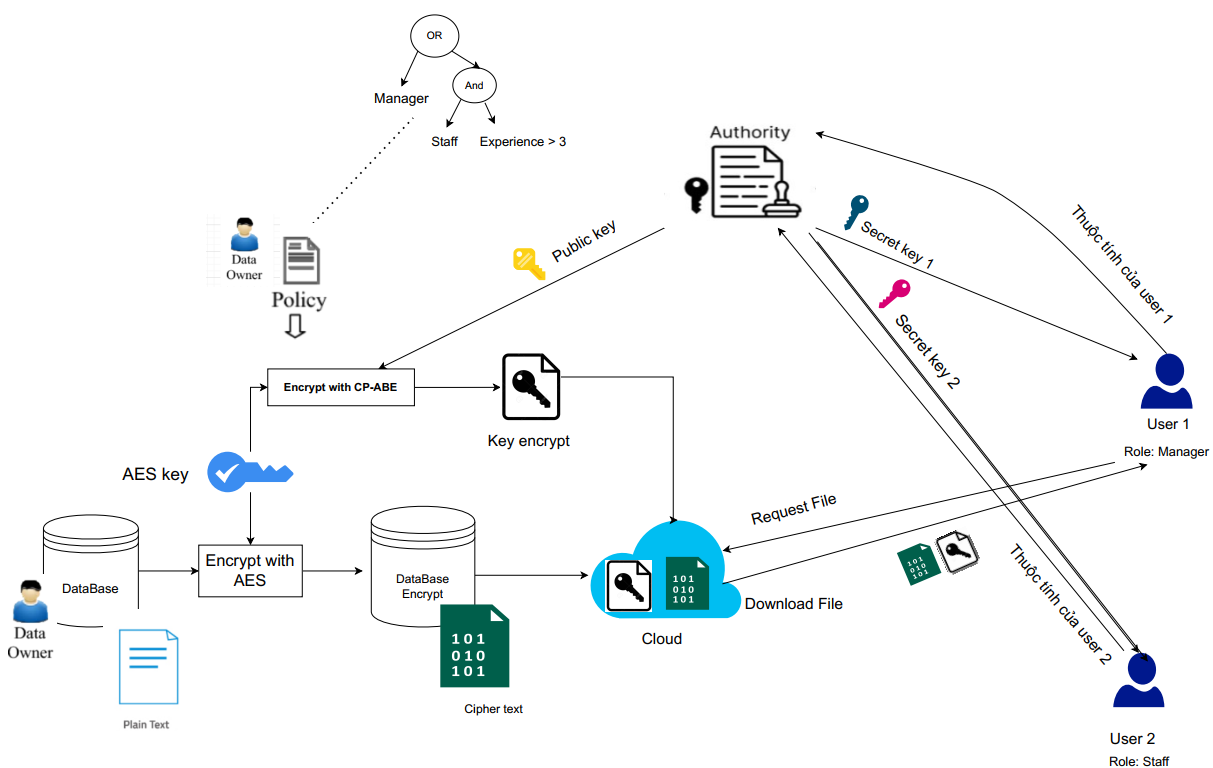 OR
And
Manager
Staff
Experience > 3
Authority
Data
Owner
Policy
Public key
Secret key 1
Thuộc tính của user 1
Secret key 2
Encrypt with CP-ABE
Key encrypt
User 1
Role: Manager
AES key
Request File
DataBase
Encrypt with
AES
DataBase
Encrypt
101
010
101
101
010
101
101
010
101
Download File
Cloud
Thuộc tính của user 2
Data
Owner
Plain Text
Cipher text
User 2
Role: Staff